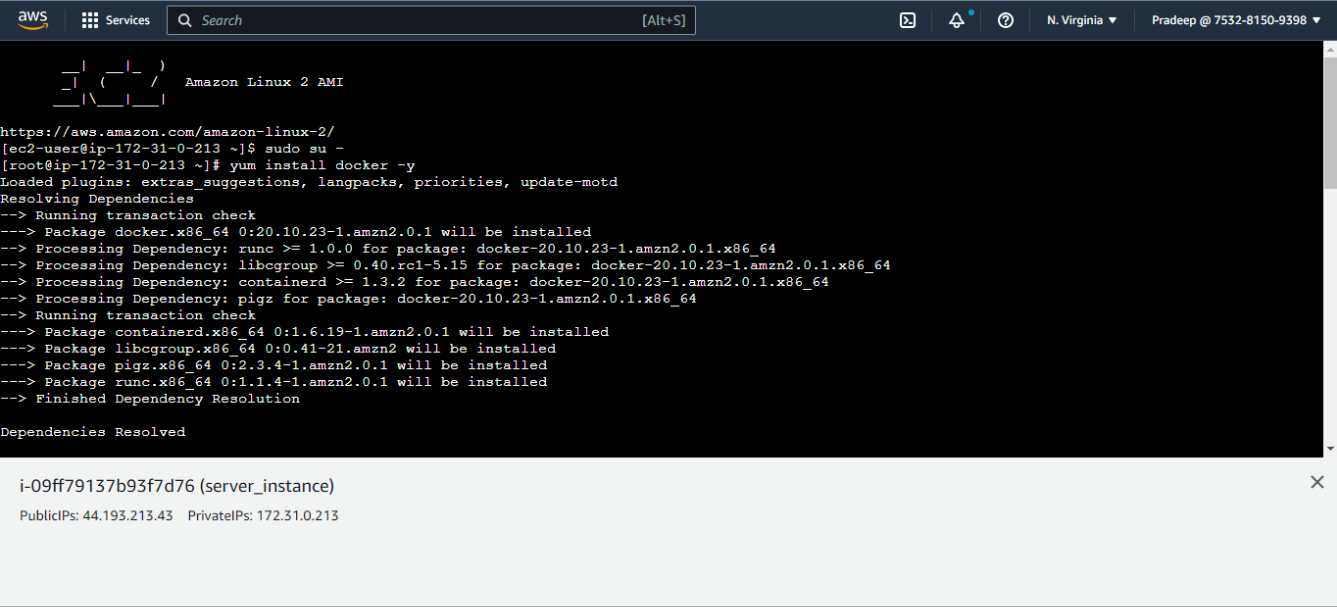 aws
Services
Search
[Alt+S]
N. Virginia
Pradeep @ 7532-8150-9398
       __|  __|_  )
       _|  (     /   Amazon Linux 2 AMI
      ___|\___|___|
https://aws.amazon.com/amazon-linux-2/
[ec2-user@ip-172-31-0-213 ~]$ sudo su -
[root@ip-172-31-0-213 ~]# yum install docker -y
Loaded plugins: extras_suggestions, langpacks, priorities, update-motd
Resolving Dependencies
--> Running transaction check
---> Package docker.x86_64 0:20.10.23-1.amzn2.0.1 will be installed
--> Processing Dependency: runc >= 1.0.0 for package: docker-20.10.23-1.amzn2.0.1.x86_64
--> Processing Dependency: libcgroup >= 0.40.rc1-5.15 for package: docker-20.10.23-1.amzn2.0.1.x86_64
--> Processing Dependency: containerd >= 1.3.2 for package: docker-20.10.23-1.amzn2.0.1.x86_64
--> Processing Dependency: pigz for package: docker-20.10.23-1.amzn2.0.1.x86_64
--> Running transaction check
---> Package containerd.x86_64 0:1.6.19-1.amzn2.0.1 will be installed
---> Package libcgroup.x86_64 0:0.41-21.amzn2 will be installed
---> Package pigz.x86_64 0:2.3.4-1.amzn2.0.1 will be installed
---> Package runc.x86_64 0:1.1.4-1.amzn2.0.1 will be installed
--> Finished Dependency Resolution
Dependencies Resolved
i-09ff79137b93f7d76 (server_instance)
PublicIPs: 44.193.213.43 PrivateIPs: 172.31.0.213